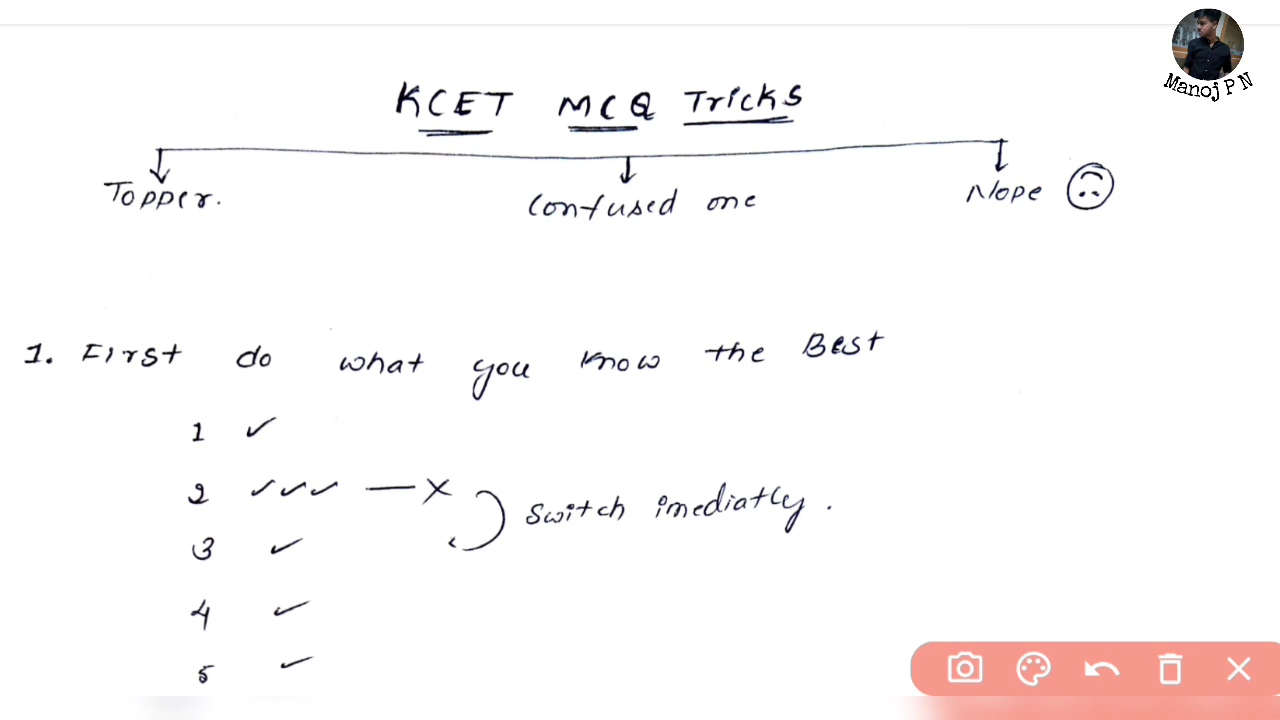 Manoj P N
KCET MCQ Tricks
Topper. Confused one Nope
1. First do what you know the Best
1 ✓
2 ✓✓✓ — X
Switch imediatly.
3 ✓
4 ✓
5 ✓